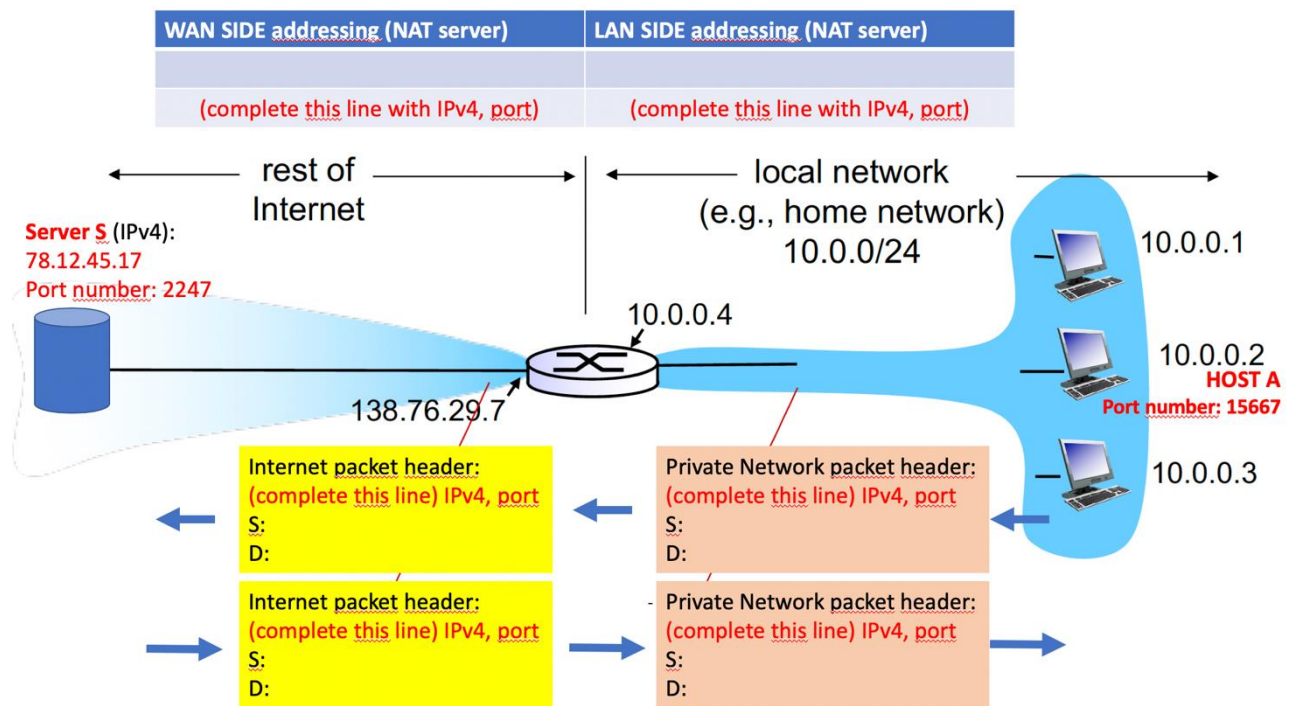 WAN SIDE addressing (NAT server) LAN SIDE addressing (NAT server)
(complete this line with IPv4, port) (complete this line with IPv4, port)
rest of
Internet
local network
(e.g., home network)
10.0.0/24
Server S (IPv4):
78.12.45.17
Port number: 2247
10.0.0.1
10.0.0.4
10.0.0.2
HOST A
Port number: 15667
138.76.29.7
10.0.0.3
Internet packet header:
(complete this line) IPv4, port
S:
D:
Private Network packet header:
(complete this line) IPv4, port
S:
D:
Internet packet header:
(complete this line) IPv4, port
S:
D:
- Private Network packet header:
(complete this line) IPv4, port
S:
D: